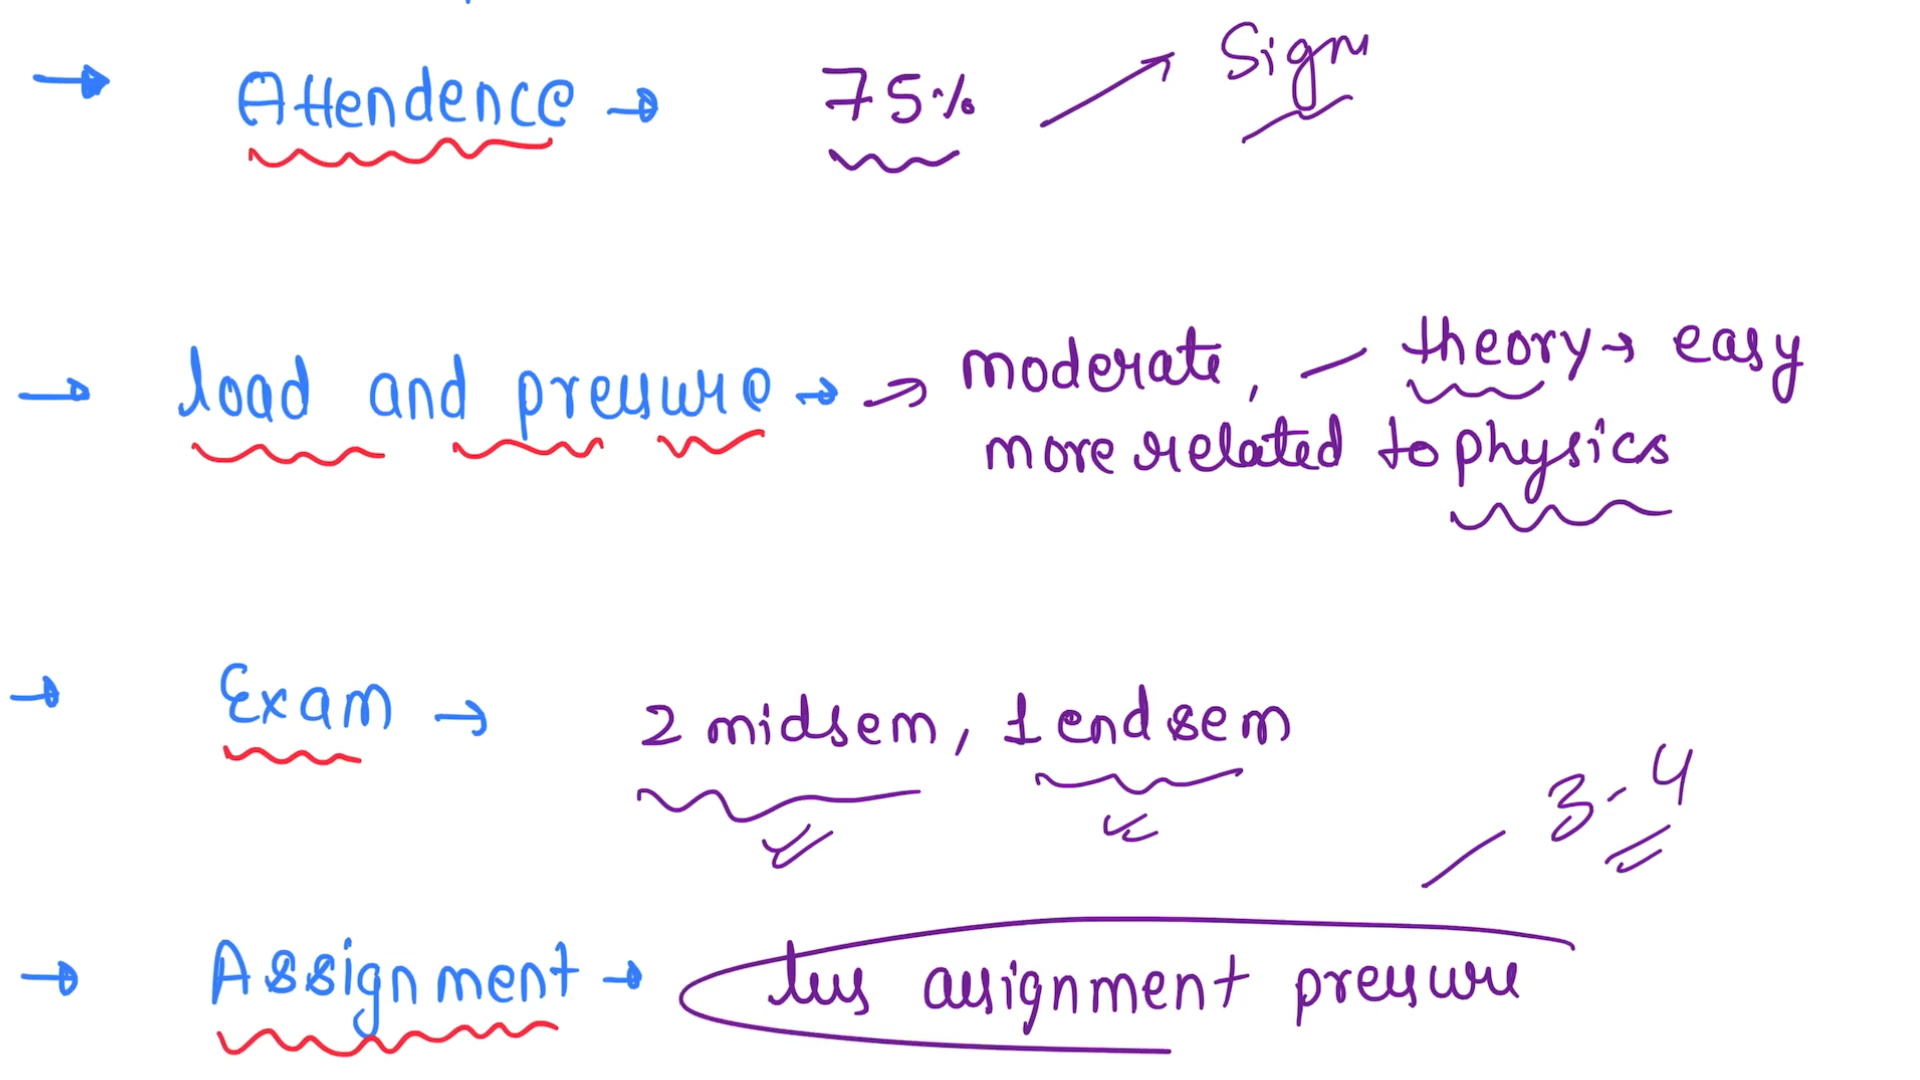 Attendence → 75% → Sign
→ load and pressure → → moderate, — theory → easy
more related to physics
→ Exam → 2 midsem, 1 endsem
3-4
→ Assignment → less assignment pressure